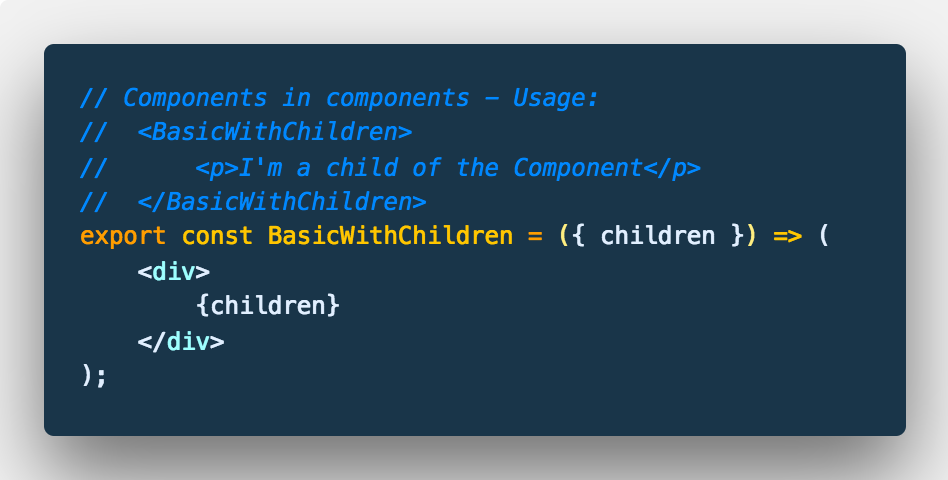 // Components in components - Usage:
//  <BasicWithChildren>
//      <p>I'm a child of the Component</p>
//  </BasicWithChildren>
export const BasicWithChildren = ({ children }) => (
    <div>
        {children}
    </div>
);